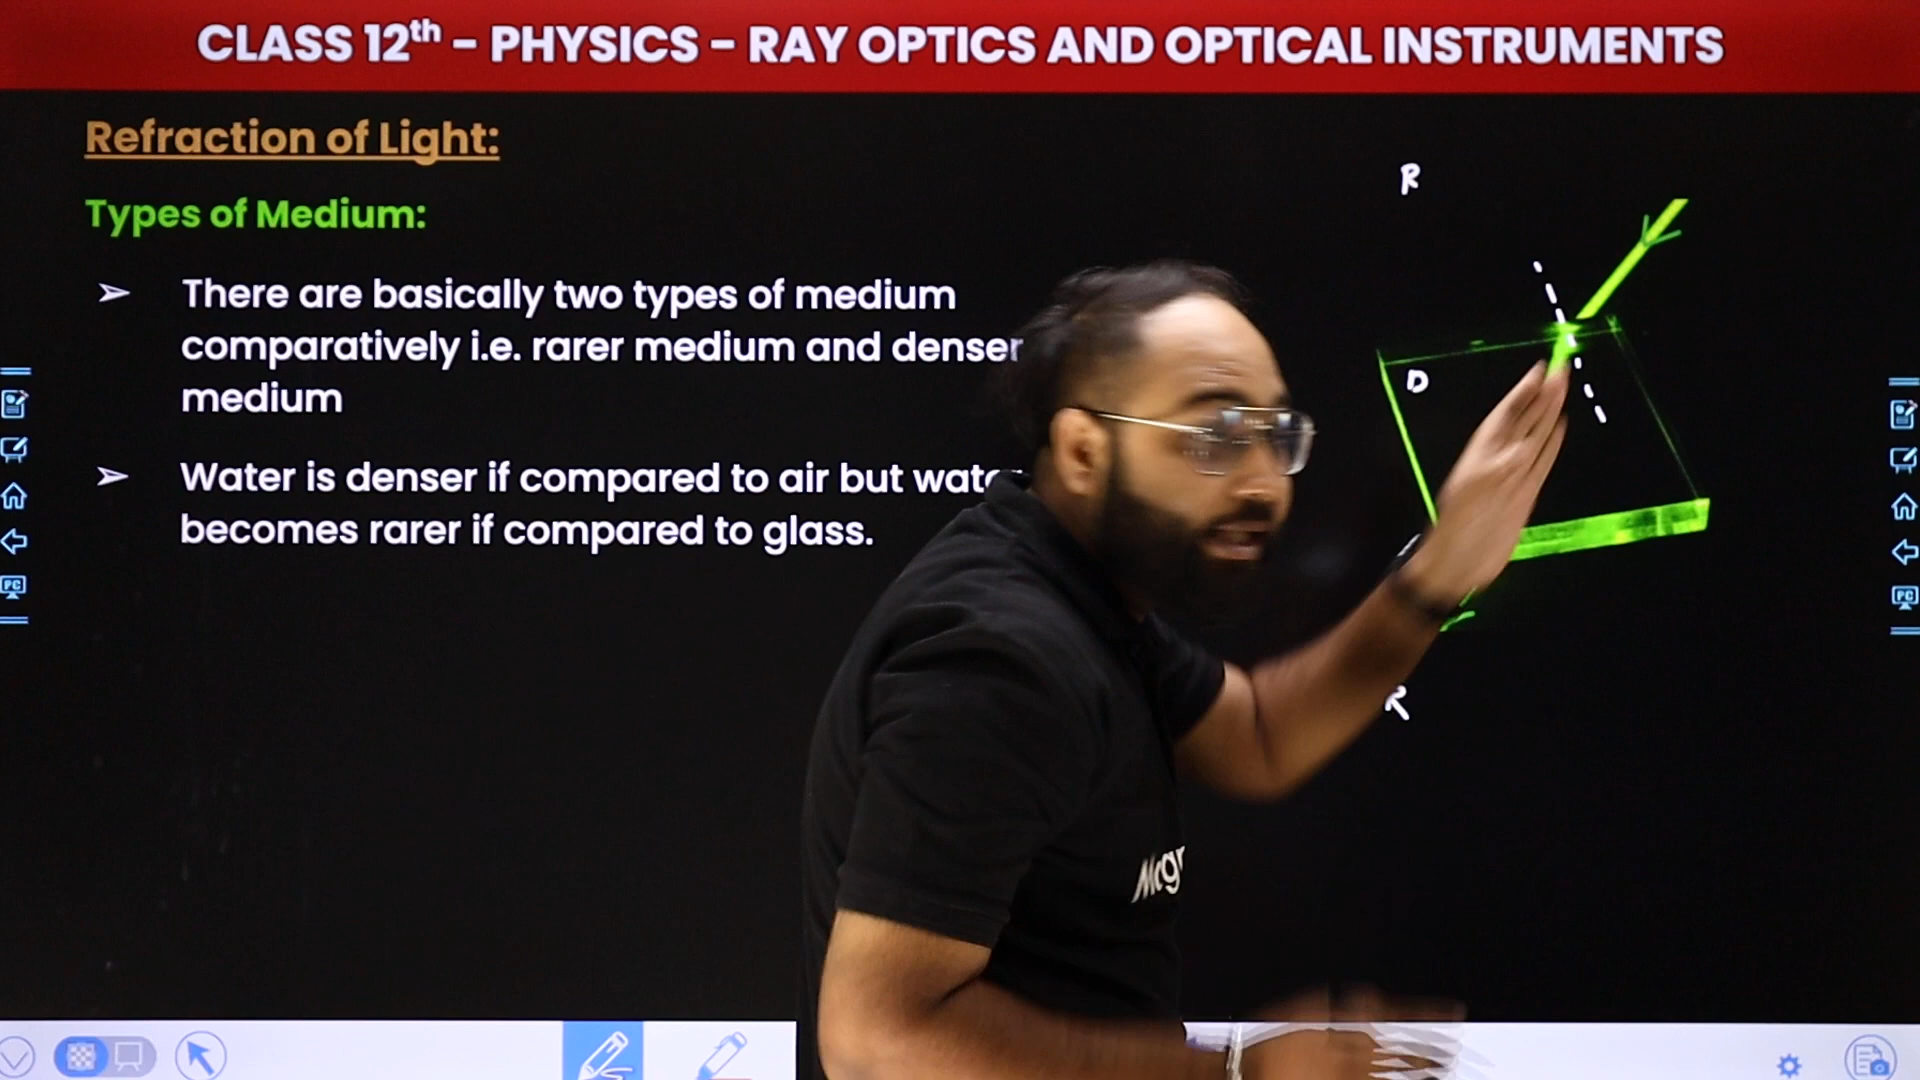 CLASS 12th - PHYSICS - RAY OPTICS AND OPTICAL INSTRUMENTS
Refraction of Light:
Types of Medium:
➢ There are basically two types of medium
comparatively i.e. rarer medium and denser
medium
➢ Water is denser if compared to air but
becomes rarer if compared to glass.
R
D
R
PC
PC